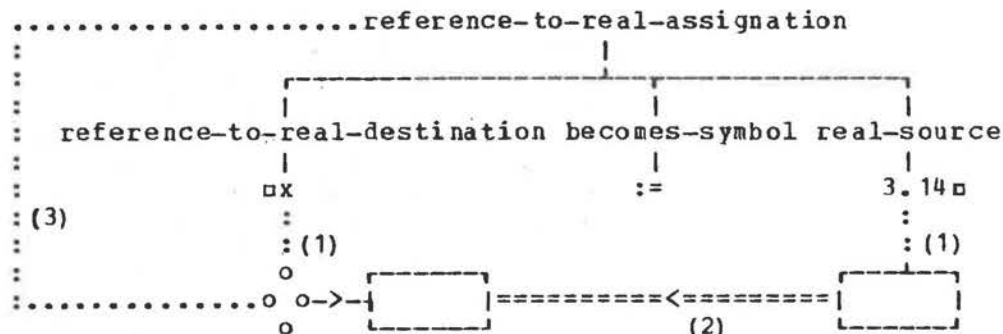 reference-to-real-assignation
reference-to-real-destination becomes-symbol real-source
¤x := 3.14¤
(3) (1) (1)
(2)